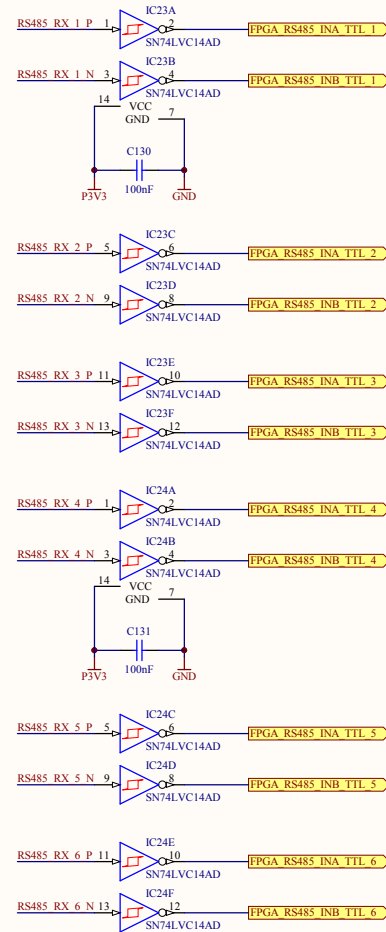 IC23A
RS485_RX_1_P 1 2 FPGA_RS485_INA_TTL_1
SN74LVC14AD
IC23B
RS485_RX_1_N 3 4 FPGA_RS485_INB_TTL_1
SN74LVC14AD
14 VCC
GND 7
C130
P3V3 100nF GND
IC23C
RS485_RX_2_P 5 6 FPGA_RS485_INA_TTL_2
SN74LVC14AD
IC23D
RS485_RX_2_N 9 8 FPGA_RS485_INB_TTL_2
SN74LVC14AD
IC23E
RS485_RX_3_P 11 10 FPGA_RS485_INA_TTL_3
SN74LVC14AD
IC23F
RS485_RX_3_N 13 12 FPGA_RS485_INB_TTL_3
SN74LVC14AD
IC24A
RS485_RX_4_P 1 2 FPGA_RS485_INA_TTL_4
SN74LVC14AD
IC24B
RS485_RX_4_N 3 4 FPGA_RS485_INB_TTL_4
SN74LVC14AD
14 VCC
GND 7
C131
P3V3 100nF GND
IC24C
RS485_RX_5_P 5 6 FPGA_RS485_INA_TTL_5
SN74LVC14AD
IC24D
RS485_RX_5_N 9 8 FPGA_RS485_INB_TTL_5
SN74LVC14AD
IC24E
RS485_RX_6_P 11 10 FPGA_RS485_INA_TTL_6
SN74LVC14AD
IC24F
RS485_RX_6_N 13 12 FPGA_RS485_INB_TTL_6
SN74LVC14AD